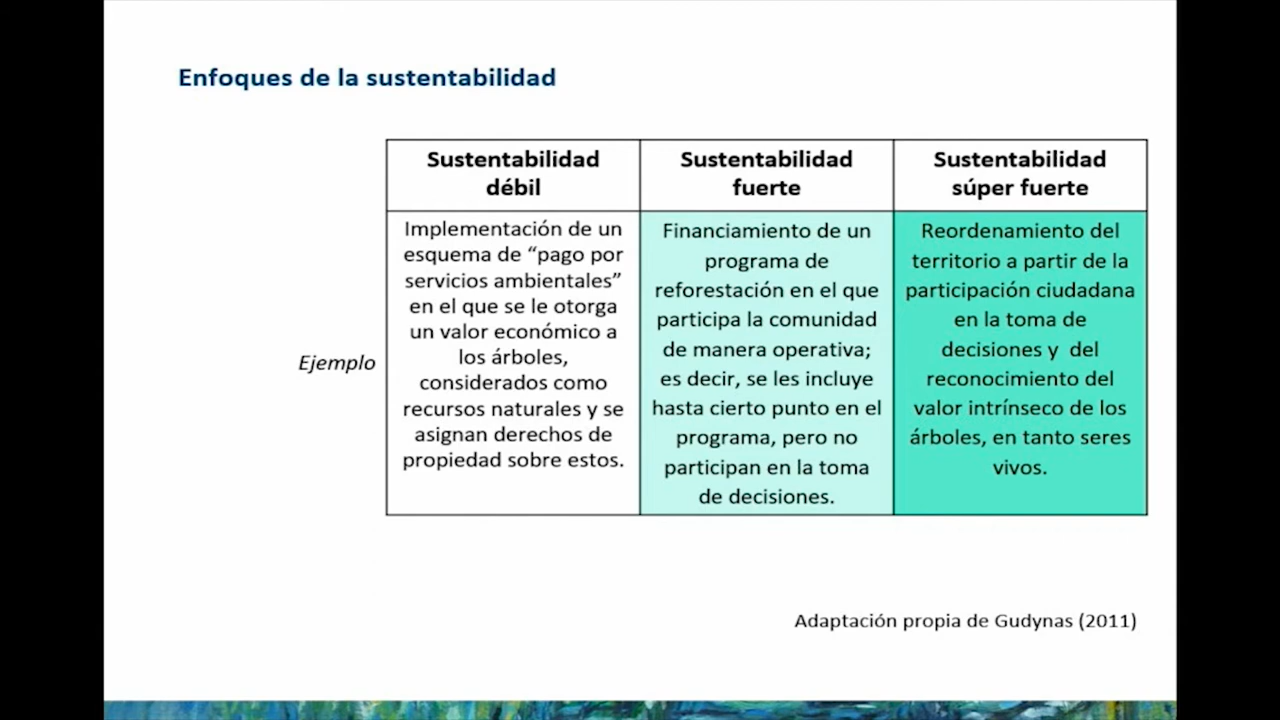 Enfoques de la sustentabilidad
Sustentabilidad
débil
Sustentabilidad
fuerte
Sustentabilidad
súper fuerte
Ejemplo
Implementación de un
esquema de “pago por
servicios ambientales”
en el que se le otorga
un valor económico a
los árboles,
considerados como
recursos naturales y se
asignan derechos de
propiedad sobre estos.
Financiamiento de un
programa de
reforestación en el que
participa la comunidad
de manera operativa;
es decir, se les incluye
hasta cierto punto en el
programa, pero no
participan en la toma
de decisiones.
Reordenamiento del
territorio a partir de la
participación ciudadana
en la toma de
decisiones y  del
reconocimiento del
valor intrínseco de los
árboles, en tanto seres
vivos.
Adaptación propia de Gudynas (2011)